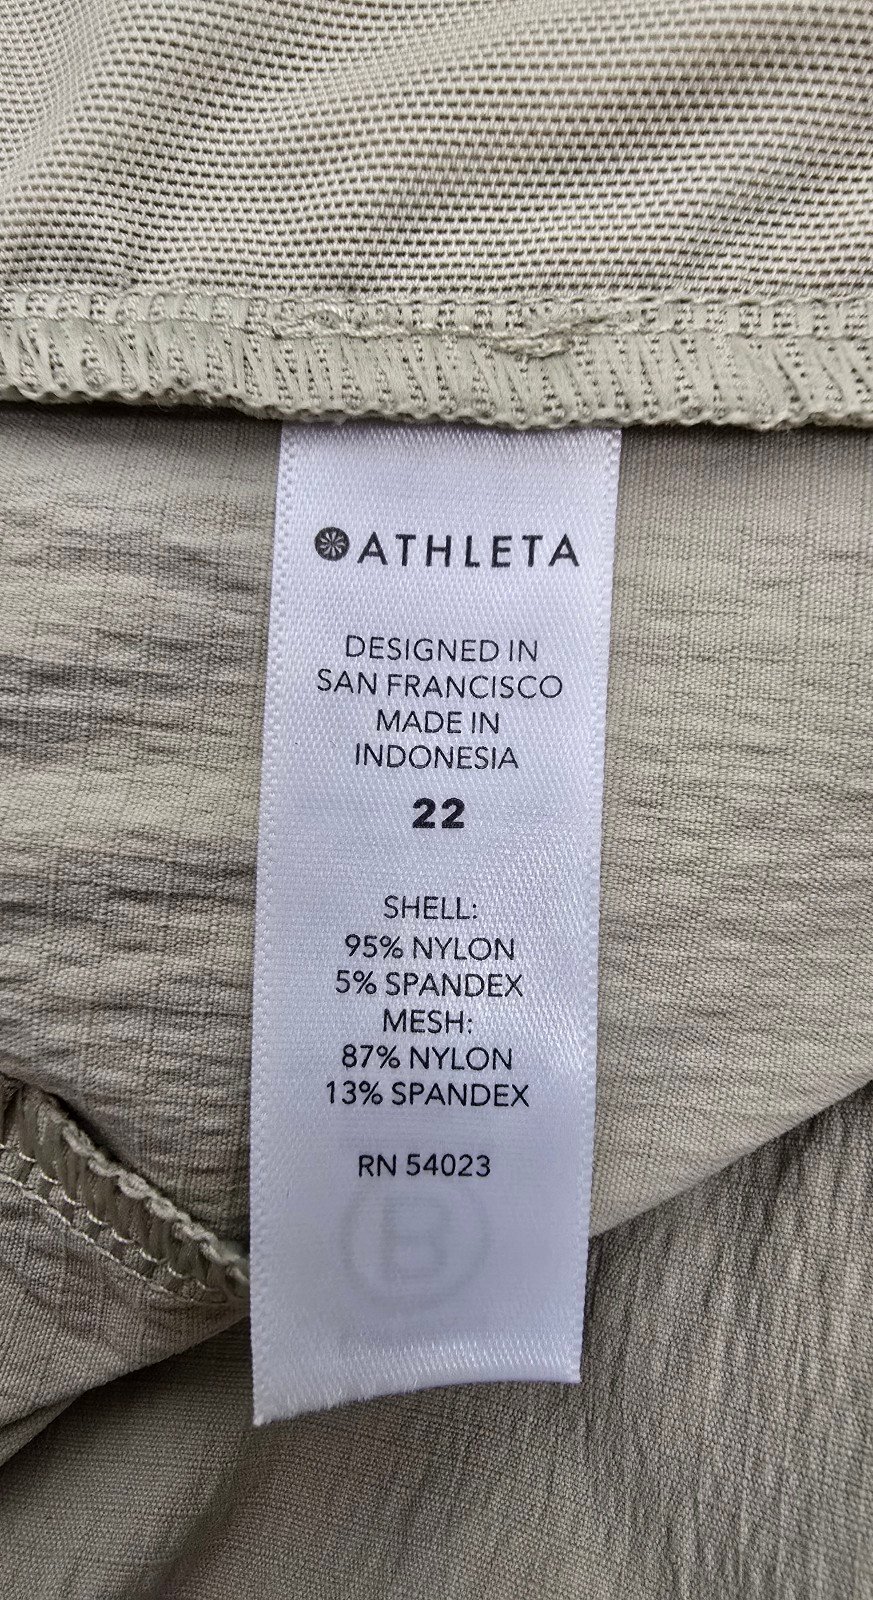 ATHLETA
DESIGNED IN
SAN FRANCISCO
MADE IN
INDONESIA
22
SHELL:
95% NYLON
5% SPANDEX
MESH:
87% NYLON
13% SPANDEX
RN 54023
B